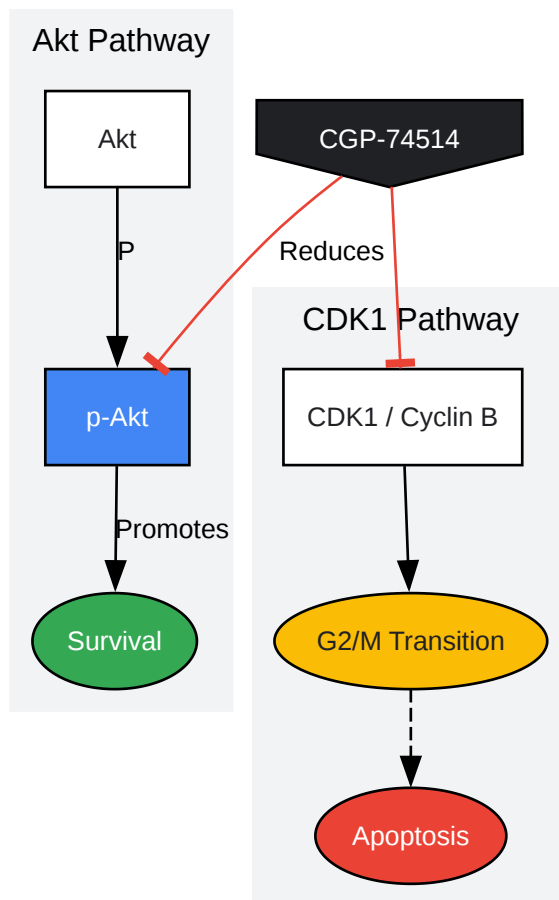 Akt Pathway
Akt
CGP-74514
P
Reduces
CDK1 Pathway
p-Akt
CDK1 / Cyclin B
Promotes
Survival
G2/M Transition
Apoptosis